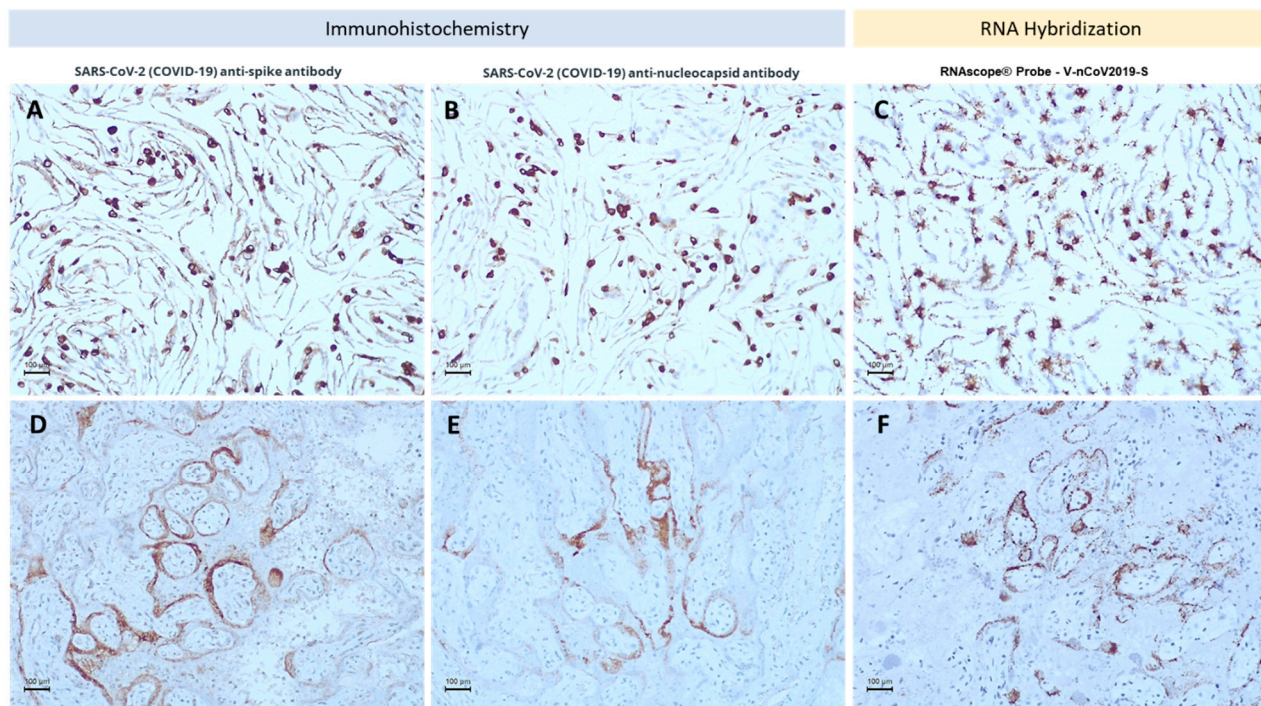 Immunohistochemistry
RNA Hybridization
SARS-CoV-2 (COVID-19) anti-spike antibody
SARS-CoV-2 (COVID-19) anti-nucleocapsid antibody
RNAscope® Probe - V-nCoV2019-S
A
B
C
100 µm
100 µm
100 µm
D
E
F
100 µm
100 µm
100 µm